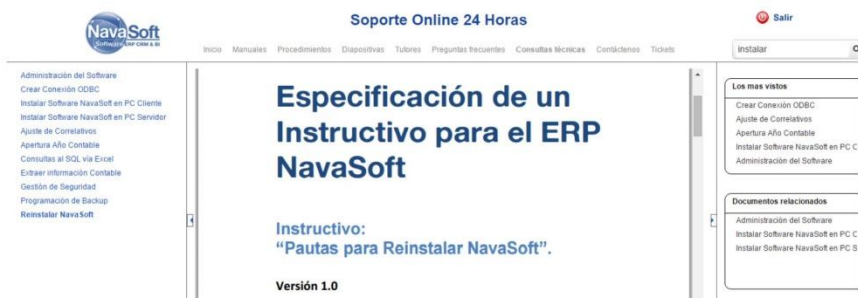 NavaSoft
Software ERP CRM & BI
Soporte Online 24 Horas
Salir
Inicio Manuales Procedimientos Diapositivas Tutores Preguntas frecuentes Consultas técnicas Contáctenos Tickets
instalar
Administración del Software
Crear Conexión ODBC
Instalar Software NavaSoft en PC Cliente
Instalar Software NavaSoft en PC Servidor
Ajuste de Correlativos
Apertura Año Contable
Consultas al SQL vía Excel
Extraer información Contable
Gestión de Seguridad
Programación de Backup
Reinstalar NavaSoft
Especificación de un
Instructivo para el ERP
NavaSoft
Instructivo:
“Pautas para Reinstalar NavaSoft”.
Versión 1.0
Los mas vistos
Crear Conexión ODBC
Ajuste de Correlativos
Apertura Año Contable
Instalar Software NavaSoft en PC C
Administración del Software
Documentos relacionados
Administración del Software
Instalar Software NavaSoft en PC C
Instalar Software NavaSoft en PC S